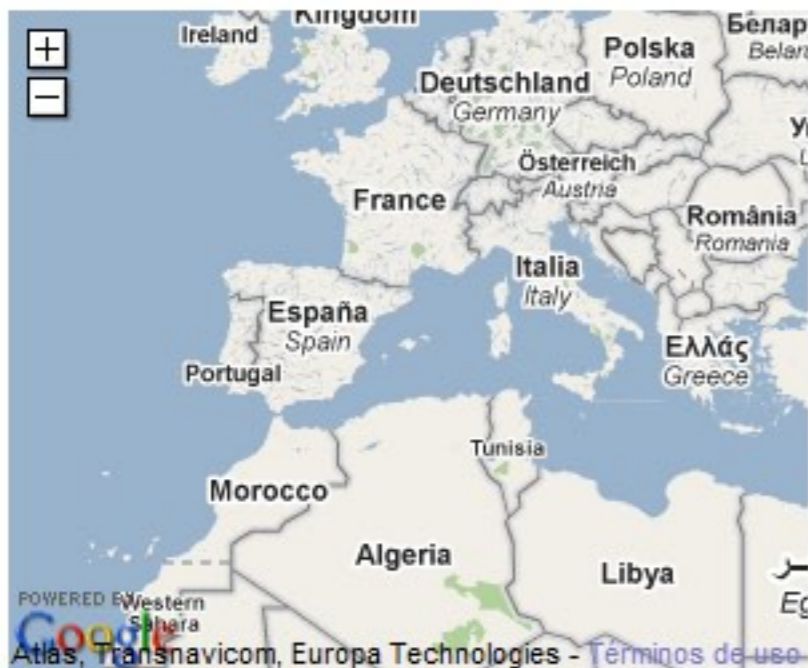 Kingdom
Ireland
Polska
Poland
Deutschland
Germany
Österreich
Austria
France
România
Romania
Italia
Italy
España
Spain
Portugal
Ελλάς
Greece
Tunisia
Morocco
Algeria
Libya
POWERED BY
Google
Western
Sahara
Atlas, Transnavicom, Europa Technologies - Términos de uso